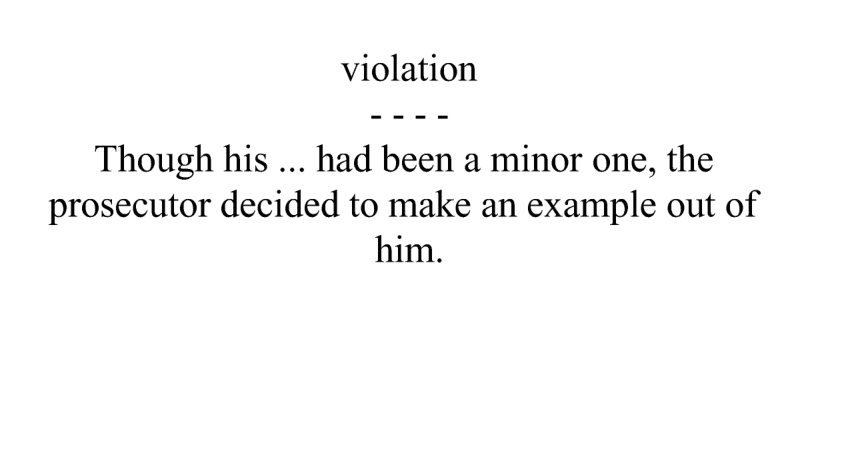 violation
- - - -
Though his ... had been a minor one, the
prosecutor decided to make an example out of
him.